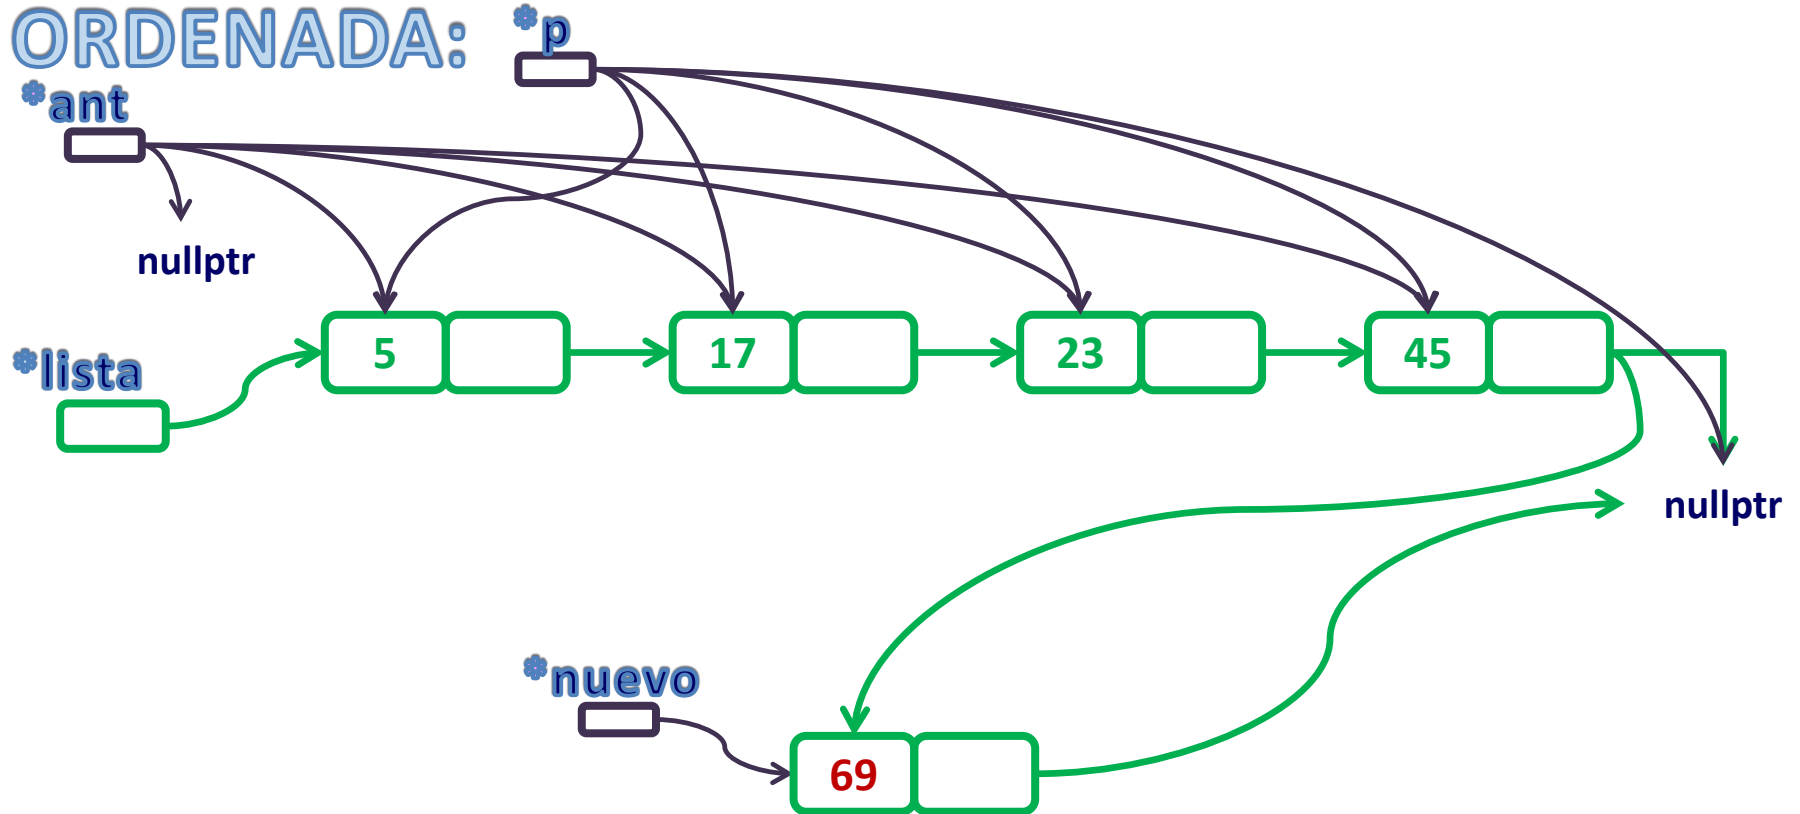 ORDENADA:
*p
*ant
nullptr
*lista
5 17 23 45
nullptr
*nuevo
69